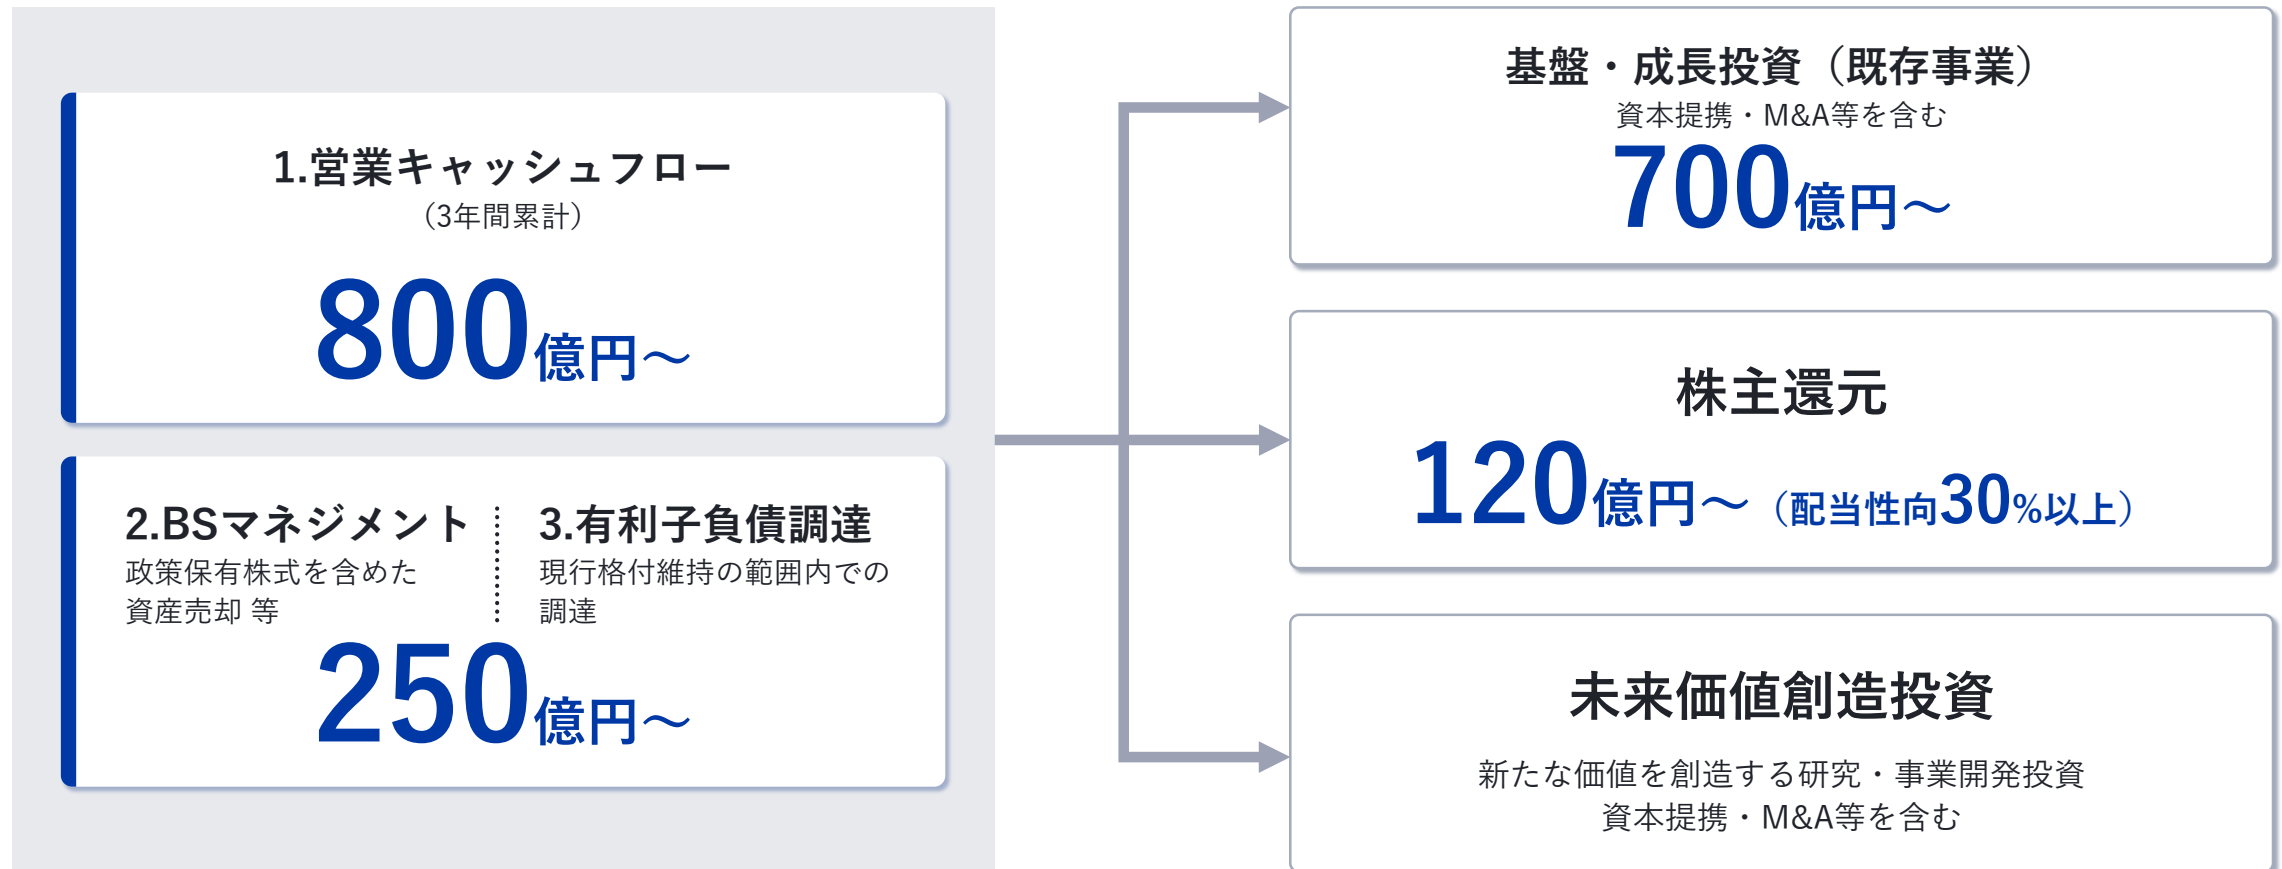 1.営業キャッシュフロー
（3年間累計）
800億円～
2.BSマネジメント
政策保有株式を含めた
資産売却 等
3.有利子負債調達
現行格付維持の範囲内での
調達
250億円～
基盤・成長投資（既存事業）
資本提携・M&A等を含む
700億円～
株主還元
120億円～（配当性向30%以上）
未来価値創造投資
新たな価値を創造する研究・事業開発投資
資本提携・M&A等を含む